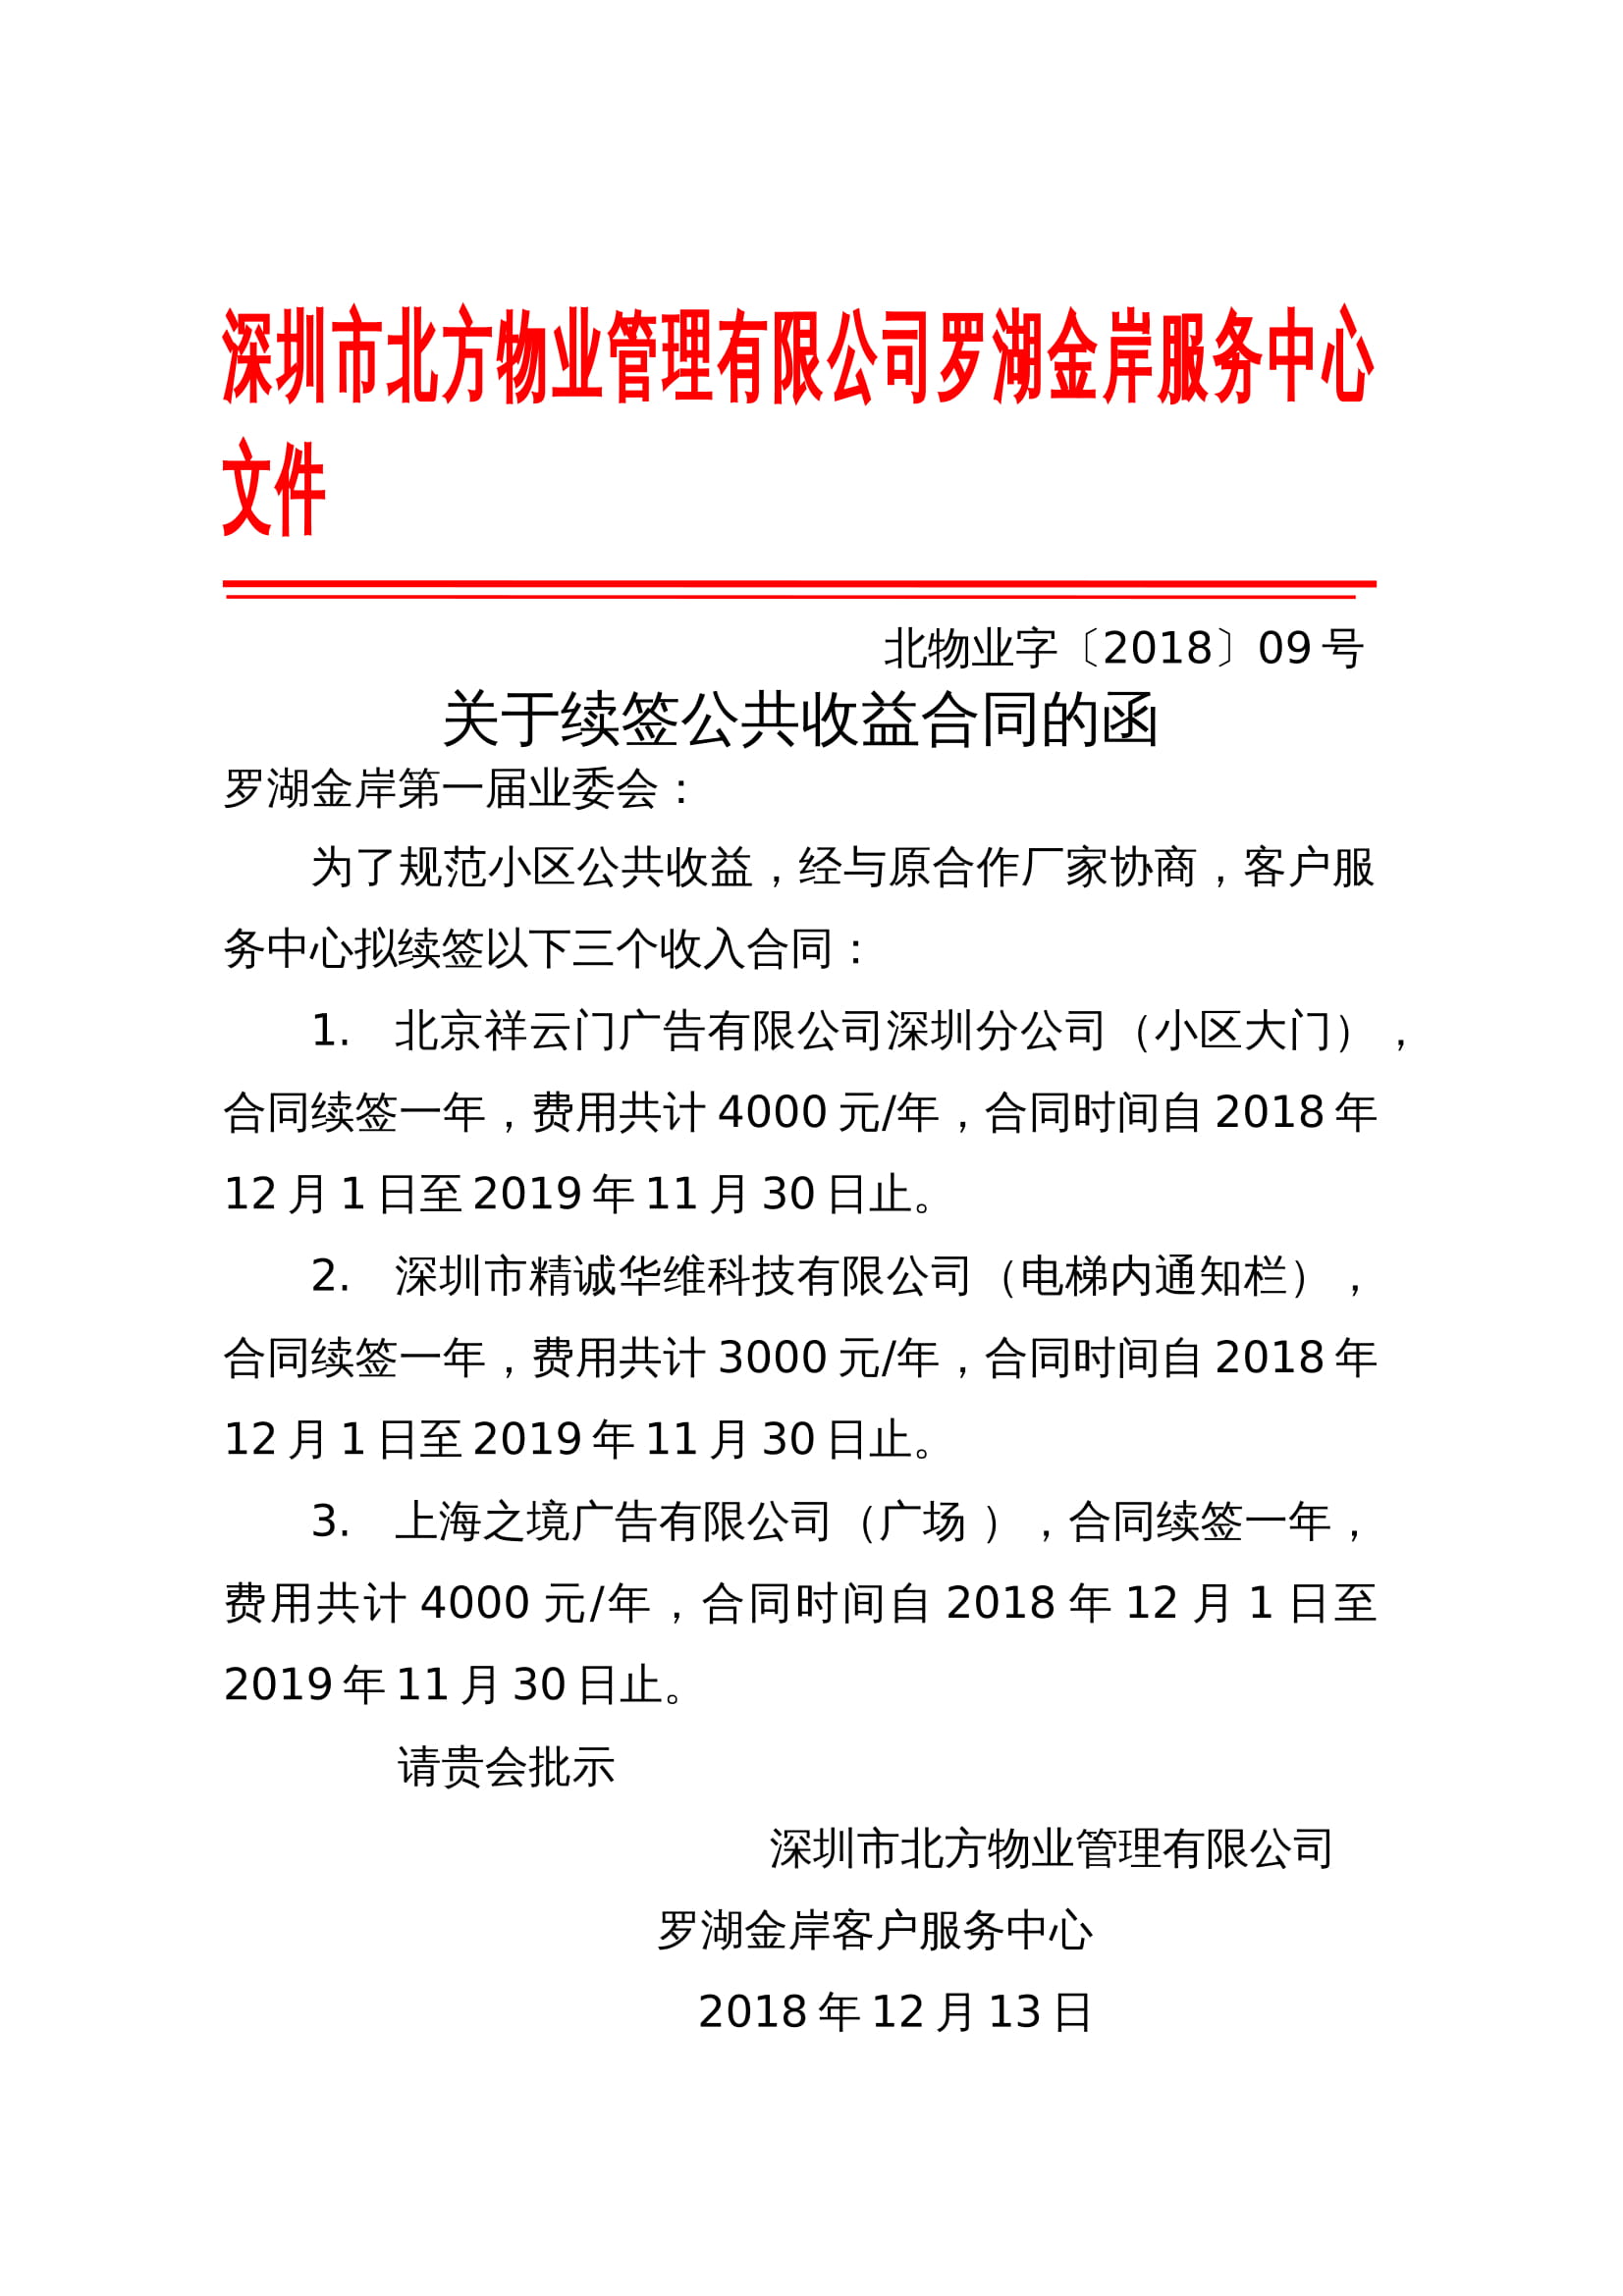 深圳市北方物业管理有限公司罗湖金岸服务中心
文件
北物业字〔2018〕09 号
关于续签公共收益合同的函
罗湖金岸第一届业委会：
为了规范小区公共收益，经与原合作厂家协商，客户服
务中心拟续签以下三个收入合同：
1. 北京祥云门广告有限公司深圳分公司（小区大门），
合同续签一年，费用共计 4000 元/年，合同时间自 2018 年
12 月 1 日至 2019 年 11 月 30 日止。
2. 深圳市精诚华维科技有限公司（电梯内通知栏），
合同续签一年，费用共计 3000 元/年，合同时间自 2018 年
12 月 1 日至 2019 年 11 月 30 日止。
3. 上海之境广告有限公司（广场 ），合同续签一年，
费用共计 4000 元/年，合同时间自 2018 年 12 月 1 日至
2019 年 11 月 30 日止。
请贵会批示
深圳市北方物业管理有限公司
罗湖金岸客户服务中心
2018 年 12 月 13 日